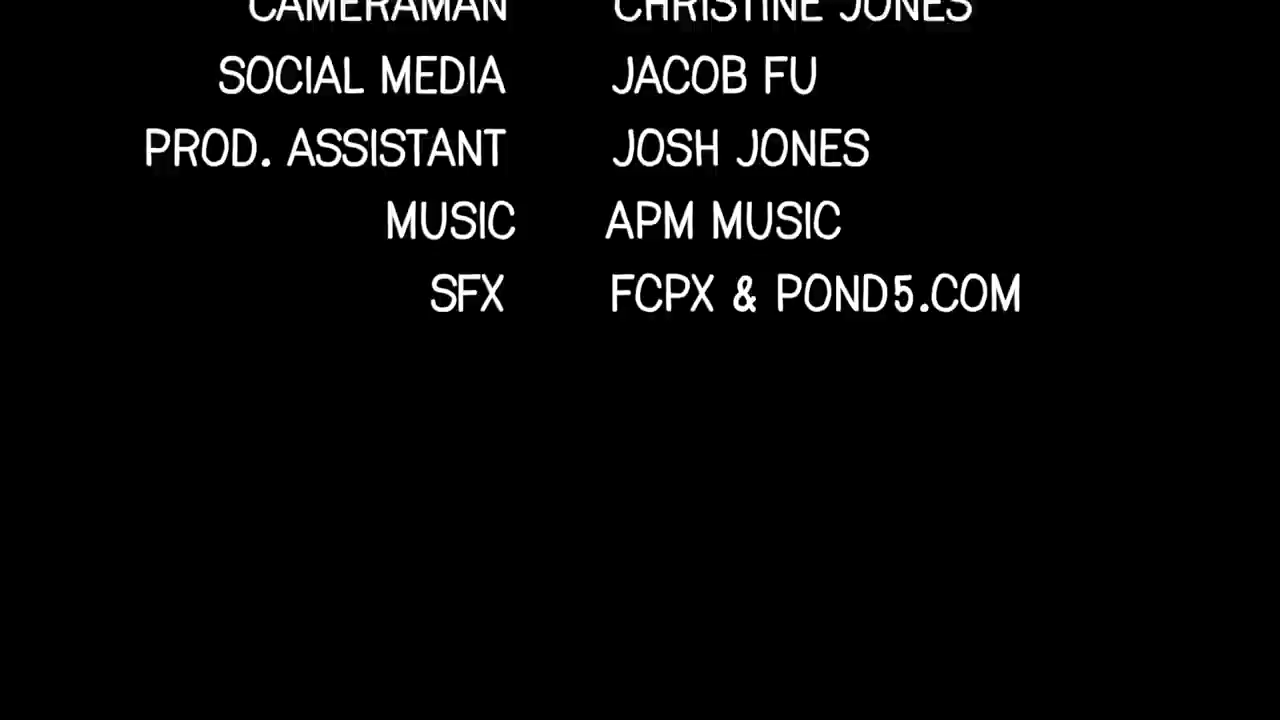 CAMERAMAN CHRISTINE JONES
SOCIAL MEDIA JACOB FU
PROD. ASSISTANT JOSH JONES
MUSIC APM MUSIC
SFX FCPX & POND5.COM